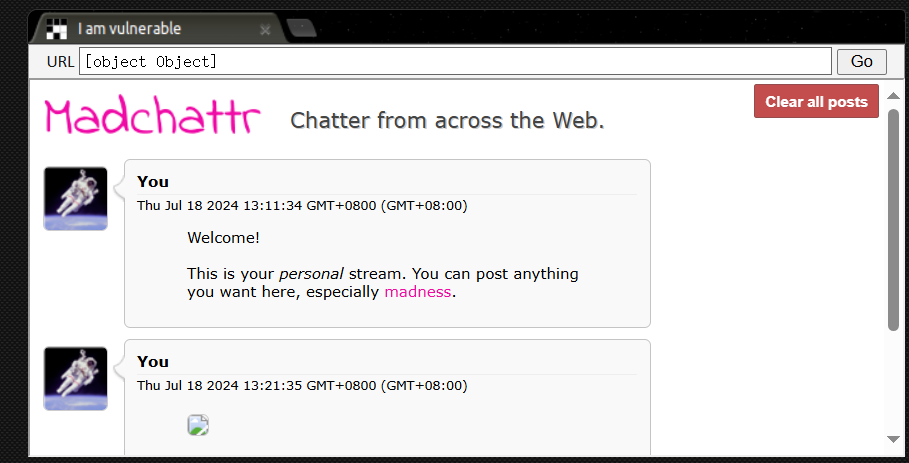 I am vulnerable
URL [object Object] Go
Clear all posts
Madchattr Chatter from across the Web.
You
Thu Jul 18 2024 13:11:34 GMT+0800 (GMT+08:00)
Welcome!
This is your personal stream. You can post anything
you want here, especially madness.
You
Thu Jul 18 2024 13:21:35 GMT+0800 (GMT+08:00)